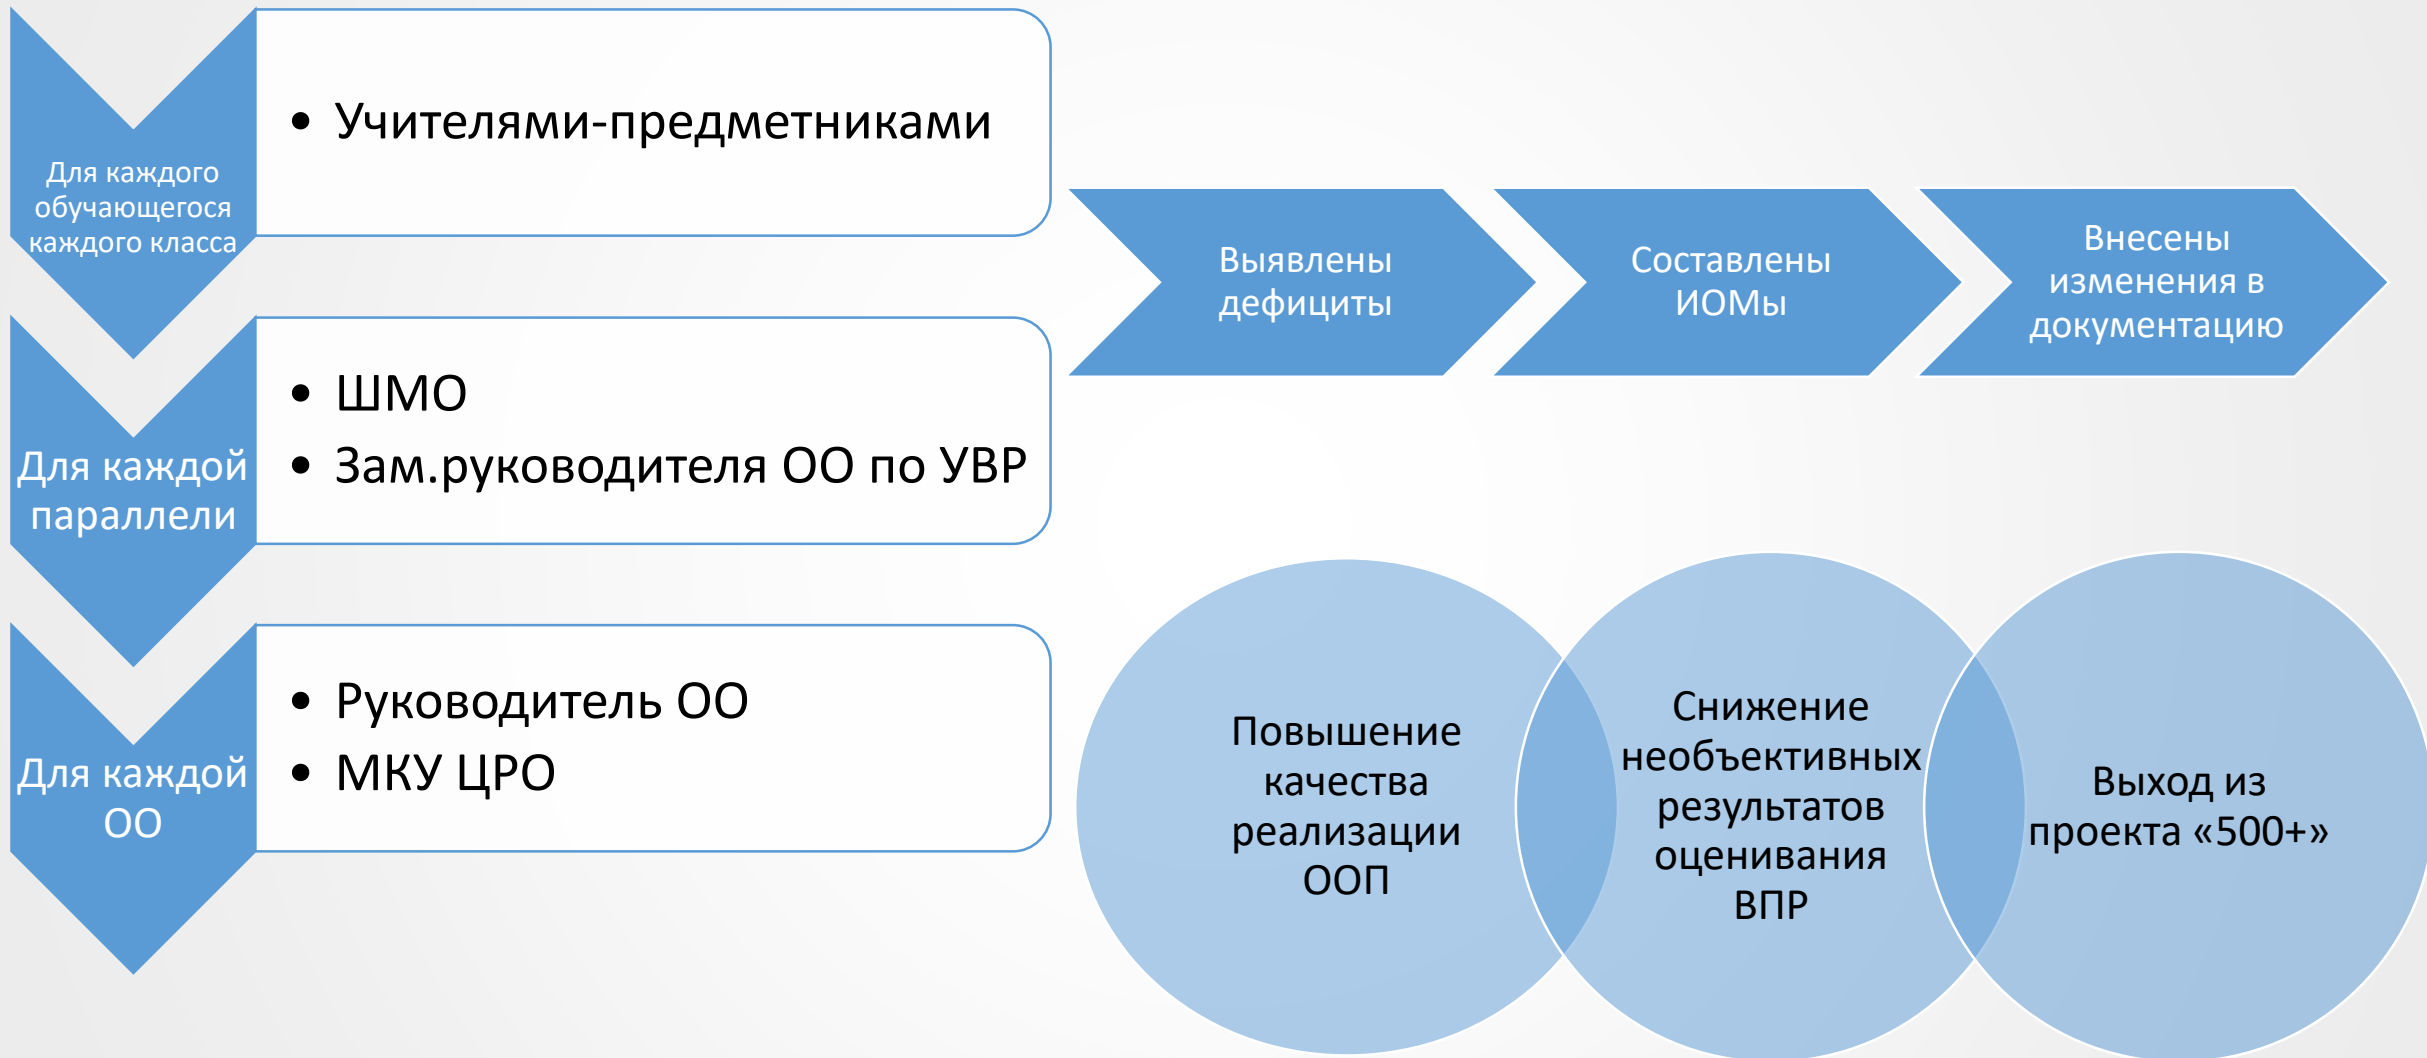 Для каждого
обучающегося
каждого класса
• Учителями-предметниками
Для каждой
параллели
• ШМО
• Зам.руководителя ОО по УВР
Для каждой
ОО
• Руководитель ОО
• МКУ ЦРО
Выявлены
дефициты
Составлены
ИОМы
Внесены
изменения в
документацию
Повышение
качества
реализации
ООП
Снижение
необъективных
результатов
оценивания
ВПР
Выход из
проекта «500+»